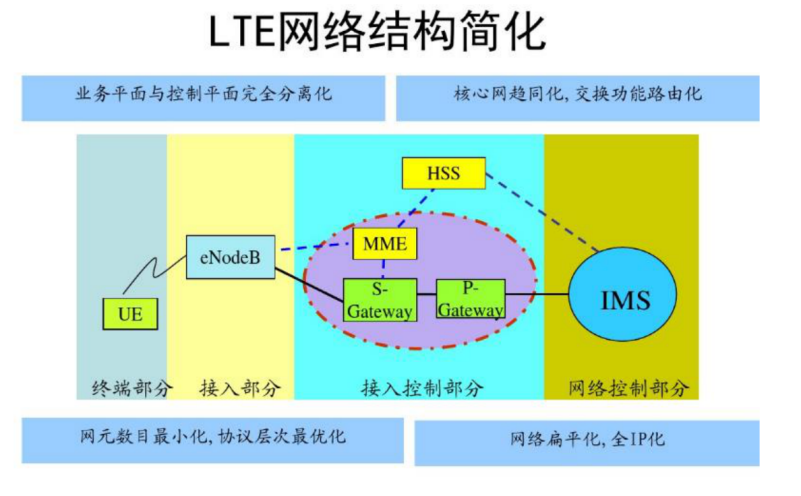 LTE网络结构简化
业务平面与控制平面完全分离化
核心网趋同化, 交换功能路由化
HSS
MME
eNodeB
S-
Gateway
P-
Gateway
IMS
UE
终端部分
接入部分
接入控制部分
网络控制部分
网元数目最小化, 协议层次最优化
网络扁平化, 全IP化